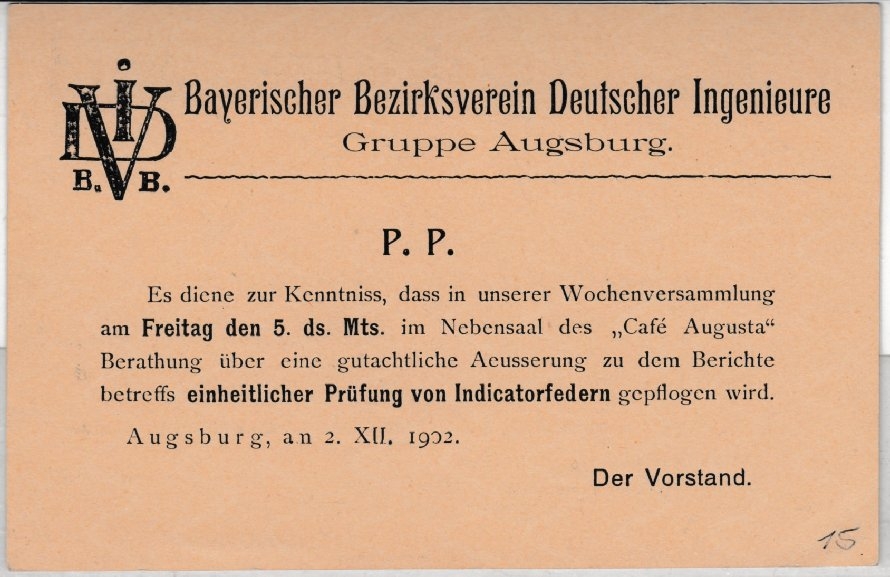 VDI
B. B.
Bayerischer Bezirksverein Deutscher Ingenieure
Gruppe Augsburg.
P. P.
Es diene zur Kenntniss, dass in unserer Wochenversammlung
am Freitag den 5. ds. Mts. im Nebensaal des „Café Augusta“
Berathung über eine gutachtliche Aeusserung zu dem Berichte
betreffs einheitlicher Prüfung von Indicatorfedern gepflogen wird.
Augsburg, an 2. XII. 1902.
Der Vorstand.
15